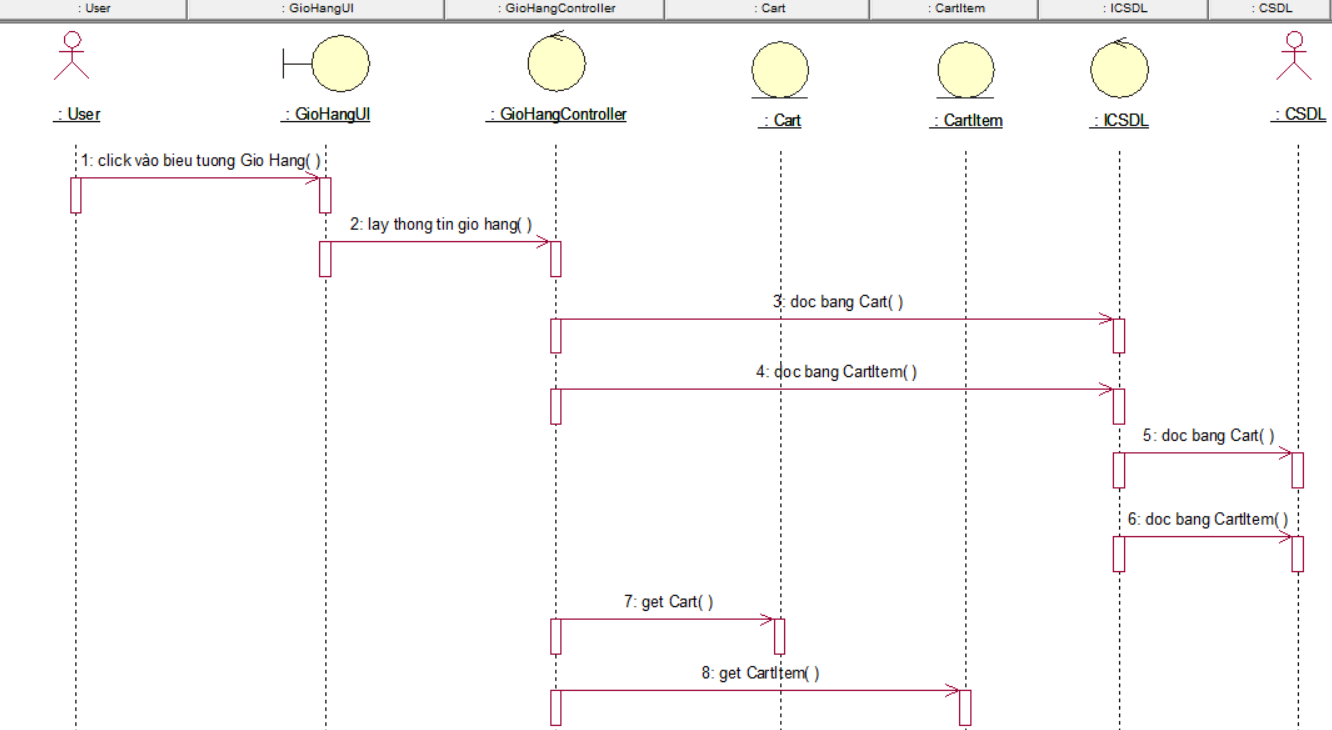 : User
: GioHangUI
: GioHangController
: Cart
: CartItem
: ICSDL
: CSDL
: User
: GioHangUI
: GioHangController
: Cart
: CartItem
: ICSDL
: CSDL
1: click vào bieu tuong Gio Hang( )
2: lay thong tin gio hang( )
3: doc bang Cart( )
4: doc bang CartItem( )
5: doc bang Cart( )
6: doc bang CartItem( )
7: get Cart( )
8: get CartItem( )